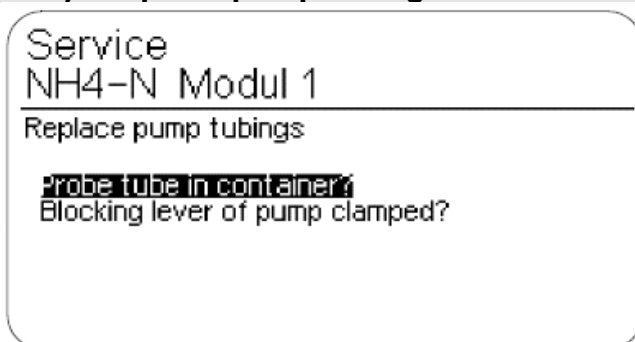 Service
NH4-N Modul 1
Replace pump tubings
Probe tube in container?
Blocking lever of pump clamped?